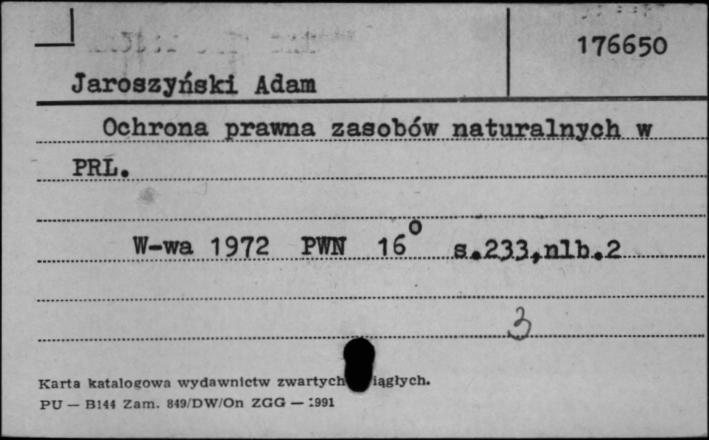 176650
Jaroszyński Adam
Ochrona prawna zasobów naturalnych w
PRL.
W-wa 1972 PWN 16° s.233,nlb.2
3
Karta katalogowa wydawnictw zwartych iągłych.
PU — B144 Zam. 849/DW/On ZGG — 1991